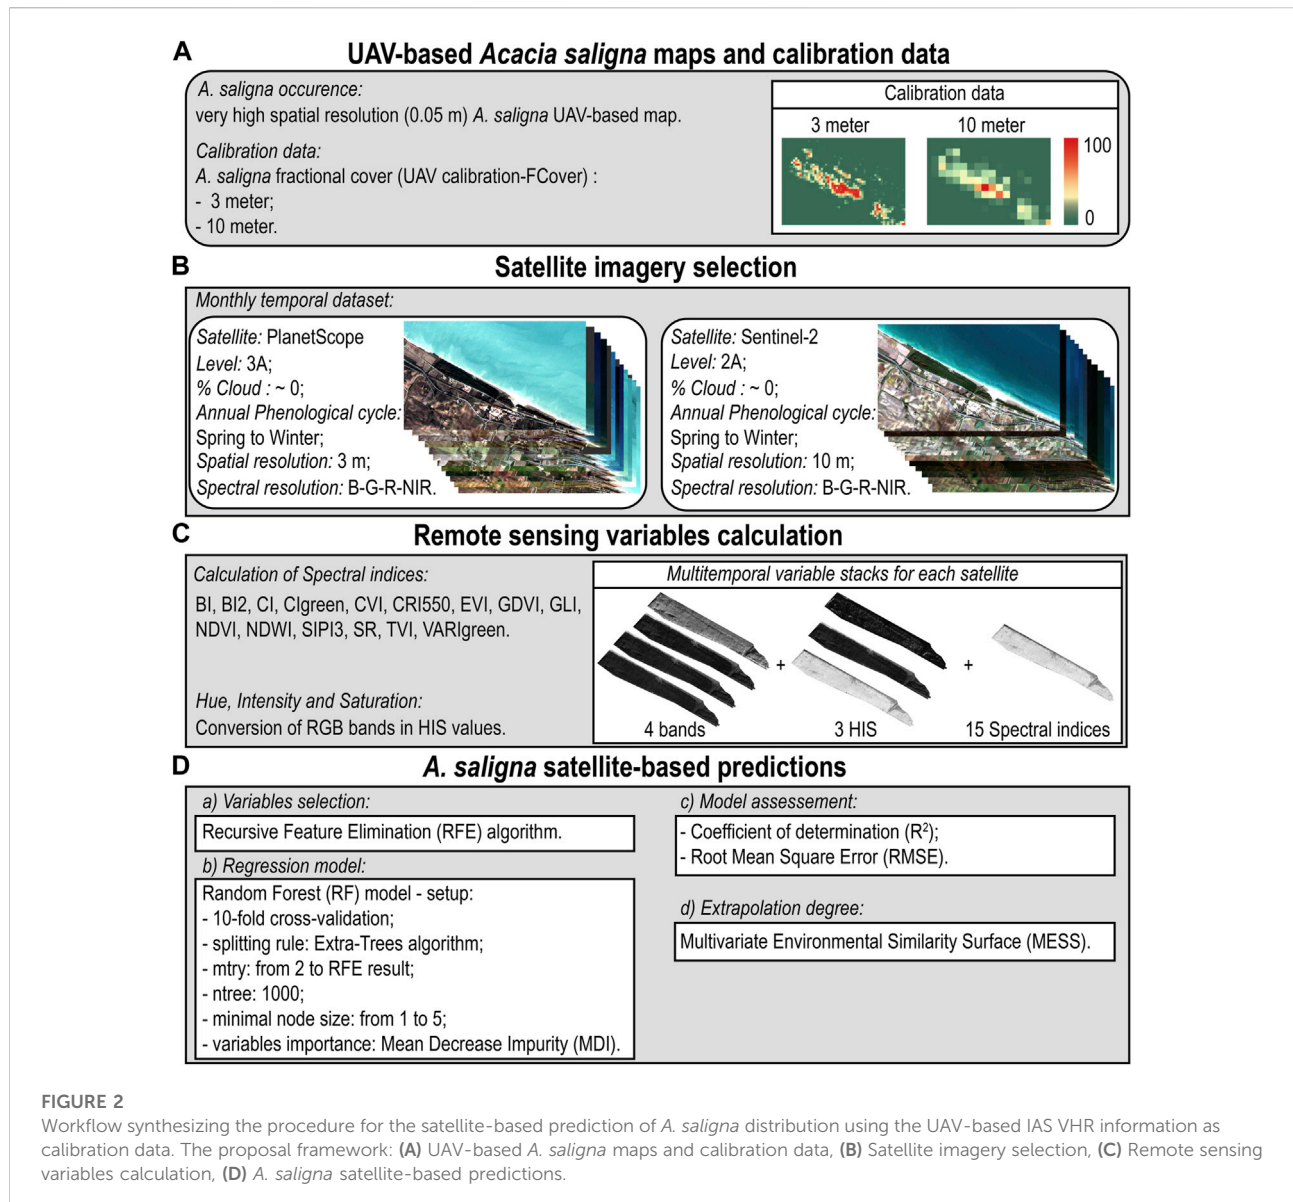 A
UAV-based Acacia saligna maps and calibration data
A. saligna occurence:
very high spatial resolution (0.05 m) A. saligna UAV-based map.
Calibration data:
A. saligna fractional cover (UAV calibration-FCover) :
- 3 meter;
- 10 meter.
Calibration data
3 meter
10 meter
100
0
B
Satellite imagery selection
Monthly temporal dataset:
Satellite: PlanetScope
Level: 3A;
% Cloud : ~ 0;
Annual Phenological cycle:
Spring to Winter;
Spatial resolution: 3 m;
Spectral resolution: B-G-R-NIR.
Satellite: Sentinel-2
Level: 2A;
% Cloud : ~ 0;
Annual Phenological cycle:
Spring to Winter;
Spatial resolution: 10 m;
Spectral resolution: B-G-R-NIR.
C
Remote sensing variables calculation
Calculation of Spectral indices:
BI, BI2, CI, CIgreen, CVI, CRI550, EVI, GDVI, GLI,
NDVI, NDWI, SIPI3, SR, TVI, VARIgreen.
Hue, Intensity and Saturation:
Conversion of RGB bands in HIS values.
Multitemporal variable stacks for each satellite
+
+
4 bands
3 HIS
15 Spectral indices
D
A. saligna satellite-based predictions
a) Variables selection:
Recursive Feature Elimination (RFE) algorithm.
b) Regression model:
Random Forest (RF) model - setup:
- 10-fold cross-validation;
- splitting rule: Extra-Trees algorithm;
- mtry: from 2 to RFE result;
- ntree: 1000;
- minimal node size: from 1 to 5;
- variables importance: Mean Decrease Impurity (MDI).
c) Model assessement:
- Coefficient of determination (R²);
- Root Mean Square Error (RMSE).
d) Extrapolation degree:
Multivariate Environmental Similarity Surface (MESS).
FIGURE 2
Workflow synthesizing the procedure for the satellite-based prediction of A. saligna distribution using the UAV-based IAS VHR information as
calibration data. The proposal framework: (A) UAV-based A. saligna maps and calibration data, (B) Satellite imagery selection, (C) Remote sensing
variables calculation, (D) A. saligna satellite-based predictions.